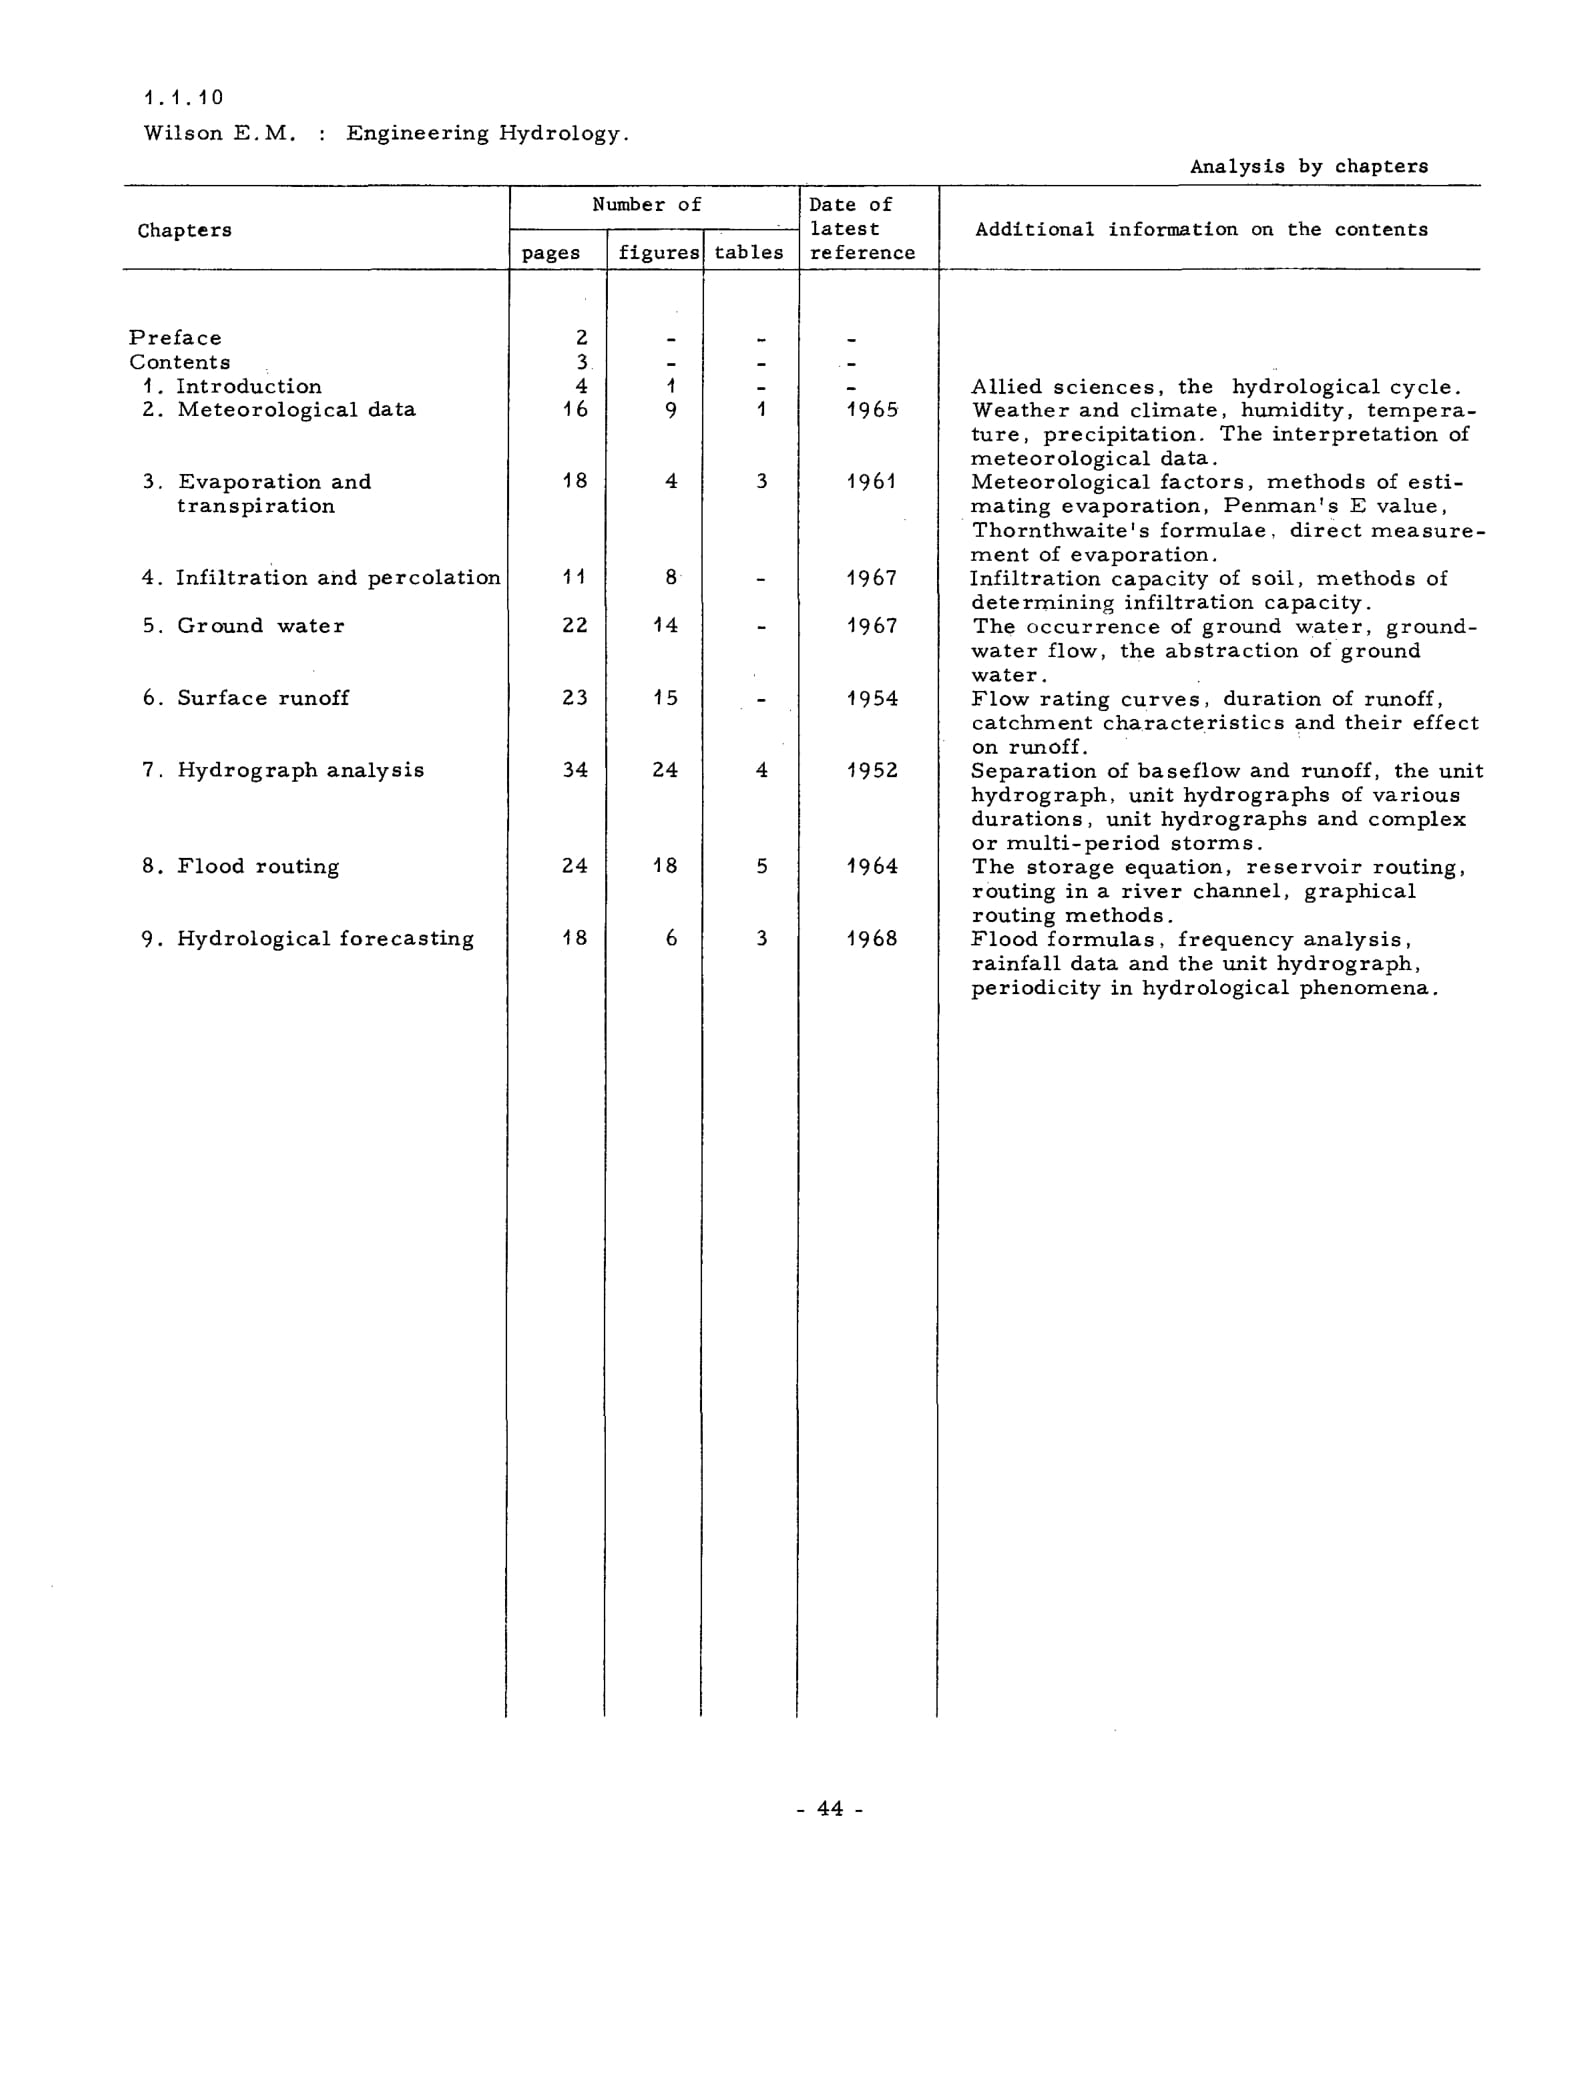 1.1.10
Wilson E.M. : Engineering Hydrology.
Analysis by chapters
Chapters
Number of
pages figures tables
Date of
latest
reference
Additional information on the contents
Preface 2 - - -
Contents 3 - - -
1. Introduction 4 1 - - Allied sciences, the hydrological cycle.
2. Meteorological data 16 9 1 1965 Weather and climate, humidity, tempera-
ture, precipitation. The interpretation of
meteorological data.
3. Evaporation and 18 4 3 1961 Meteorological factors, methods of esti-
transpiration mating evaporation, Penman's E value,
Thornthwaite's formulae, direct measure-
ment of evaporation.
4. Infiltration and percolation 11 8 - 1967 Infiltration capacity of soil, methods of
determining infiltration capacity.
5. Ground water 22 14 - 1967 The occurrence of ground water, ground-
water flow, the abstraction of ground
water.
6. Surface runoff 23 15 - 1954 Flow rating curves, duration of runoff,
catchment characteristics and their effect
on runoff.
7. Hydrograph analysis 34 24 4 1952 Separation of baseflow and runoff, the unit
hydrograph, unit hydrographs of various
durations, unit hydrographs and complex
or multi-period storms.
8. Flood routing 24 18 5 1964 The storage equation, reservoir routing,
routing in a river channel, graphical
routing methods.
9. Hydrological forecasting 18 6 3 1968 Flood formulas, frequency analysis,
rainfall data and the unit hydrograph,
periodicity in hydrological phenomena.
- 44 -